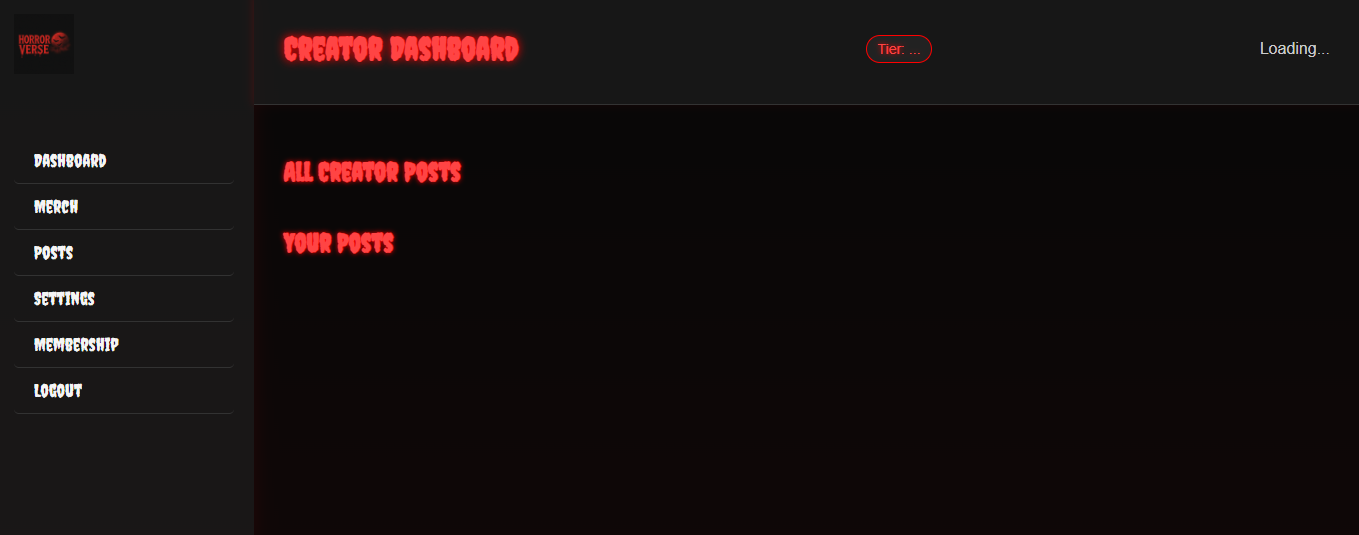 HORROR
VERSE
CREATOR DASHBOARD
Tier: ...
Loading...
DASHBOARD
MERCH
POSTS
SETTINGS
MEMBERSHIP
LOGOUT
ALL CREATOR POSTS
YOUR POSTS